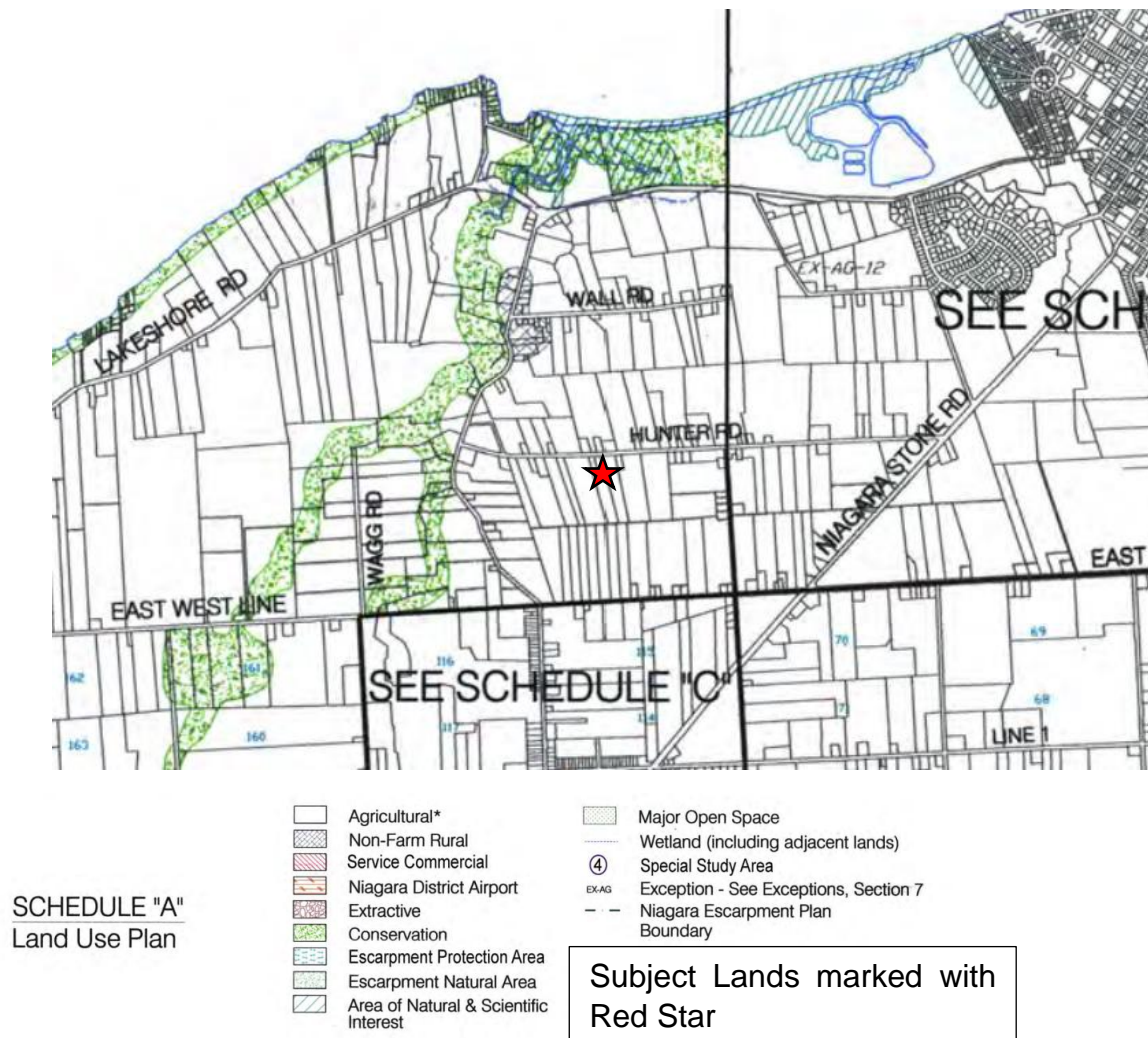 EX-AG-12
WALL RD
SEE SCH
LAKESHORE RD
HUNTER RD
NIAGARA STONE RD
WAGG RD
EAST
EAST WEST LINE
70
69
116
115
162
161
SEE SCHEDULE "C"
68
117
114
163
160
LINE 1
Agricultural*
Non-Farm Rural
Service Commercial
Niagara District Airport
Extractive
Conservation
Escarpment Protection Area
Escarpment Natural Area
Area of Natural & Scientific
Interest
Major Open Space
Wetland (including adjacent lands)
4 Special Study Area
EX-AG Exception - See Exceptions, Section 7
Niagara Escarpment Plan
Boundary
SCHEDULE "A"
Land Use Plan
Subject Lands marked with
Red Star